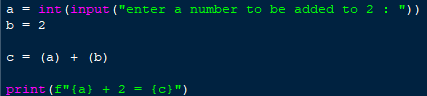 a = int(input("enter a number to be added to 2 : "))
b = 2
c = (a) + (b)
print(f"{a} + 2 = {c}")